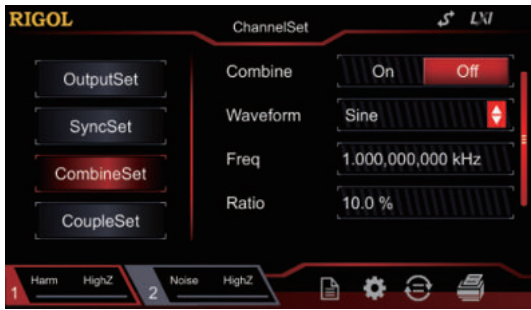 RIGOL
ChannelSet
LXI
OutputSet
SyncSet
CombineSet
CoupleSet
Combine On Off
Waveform Sine
Freq 1.000,000,000 kHz
Ratio 10.0 %
1 Harm HighZ
2 Noise HighZ